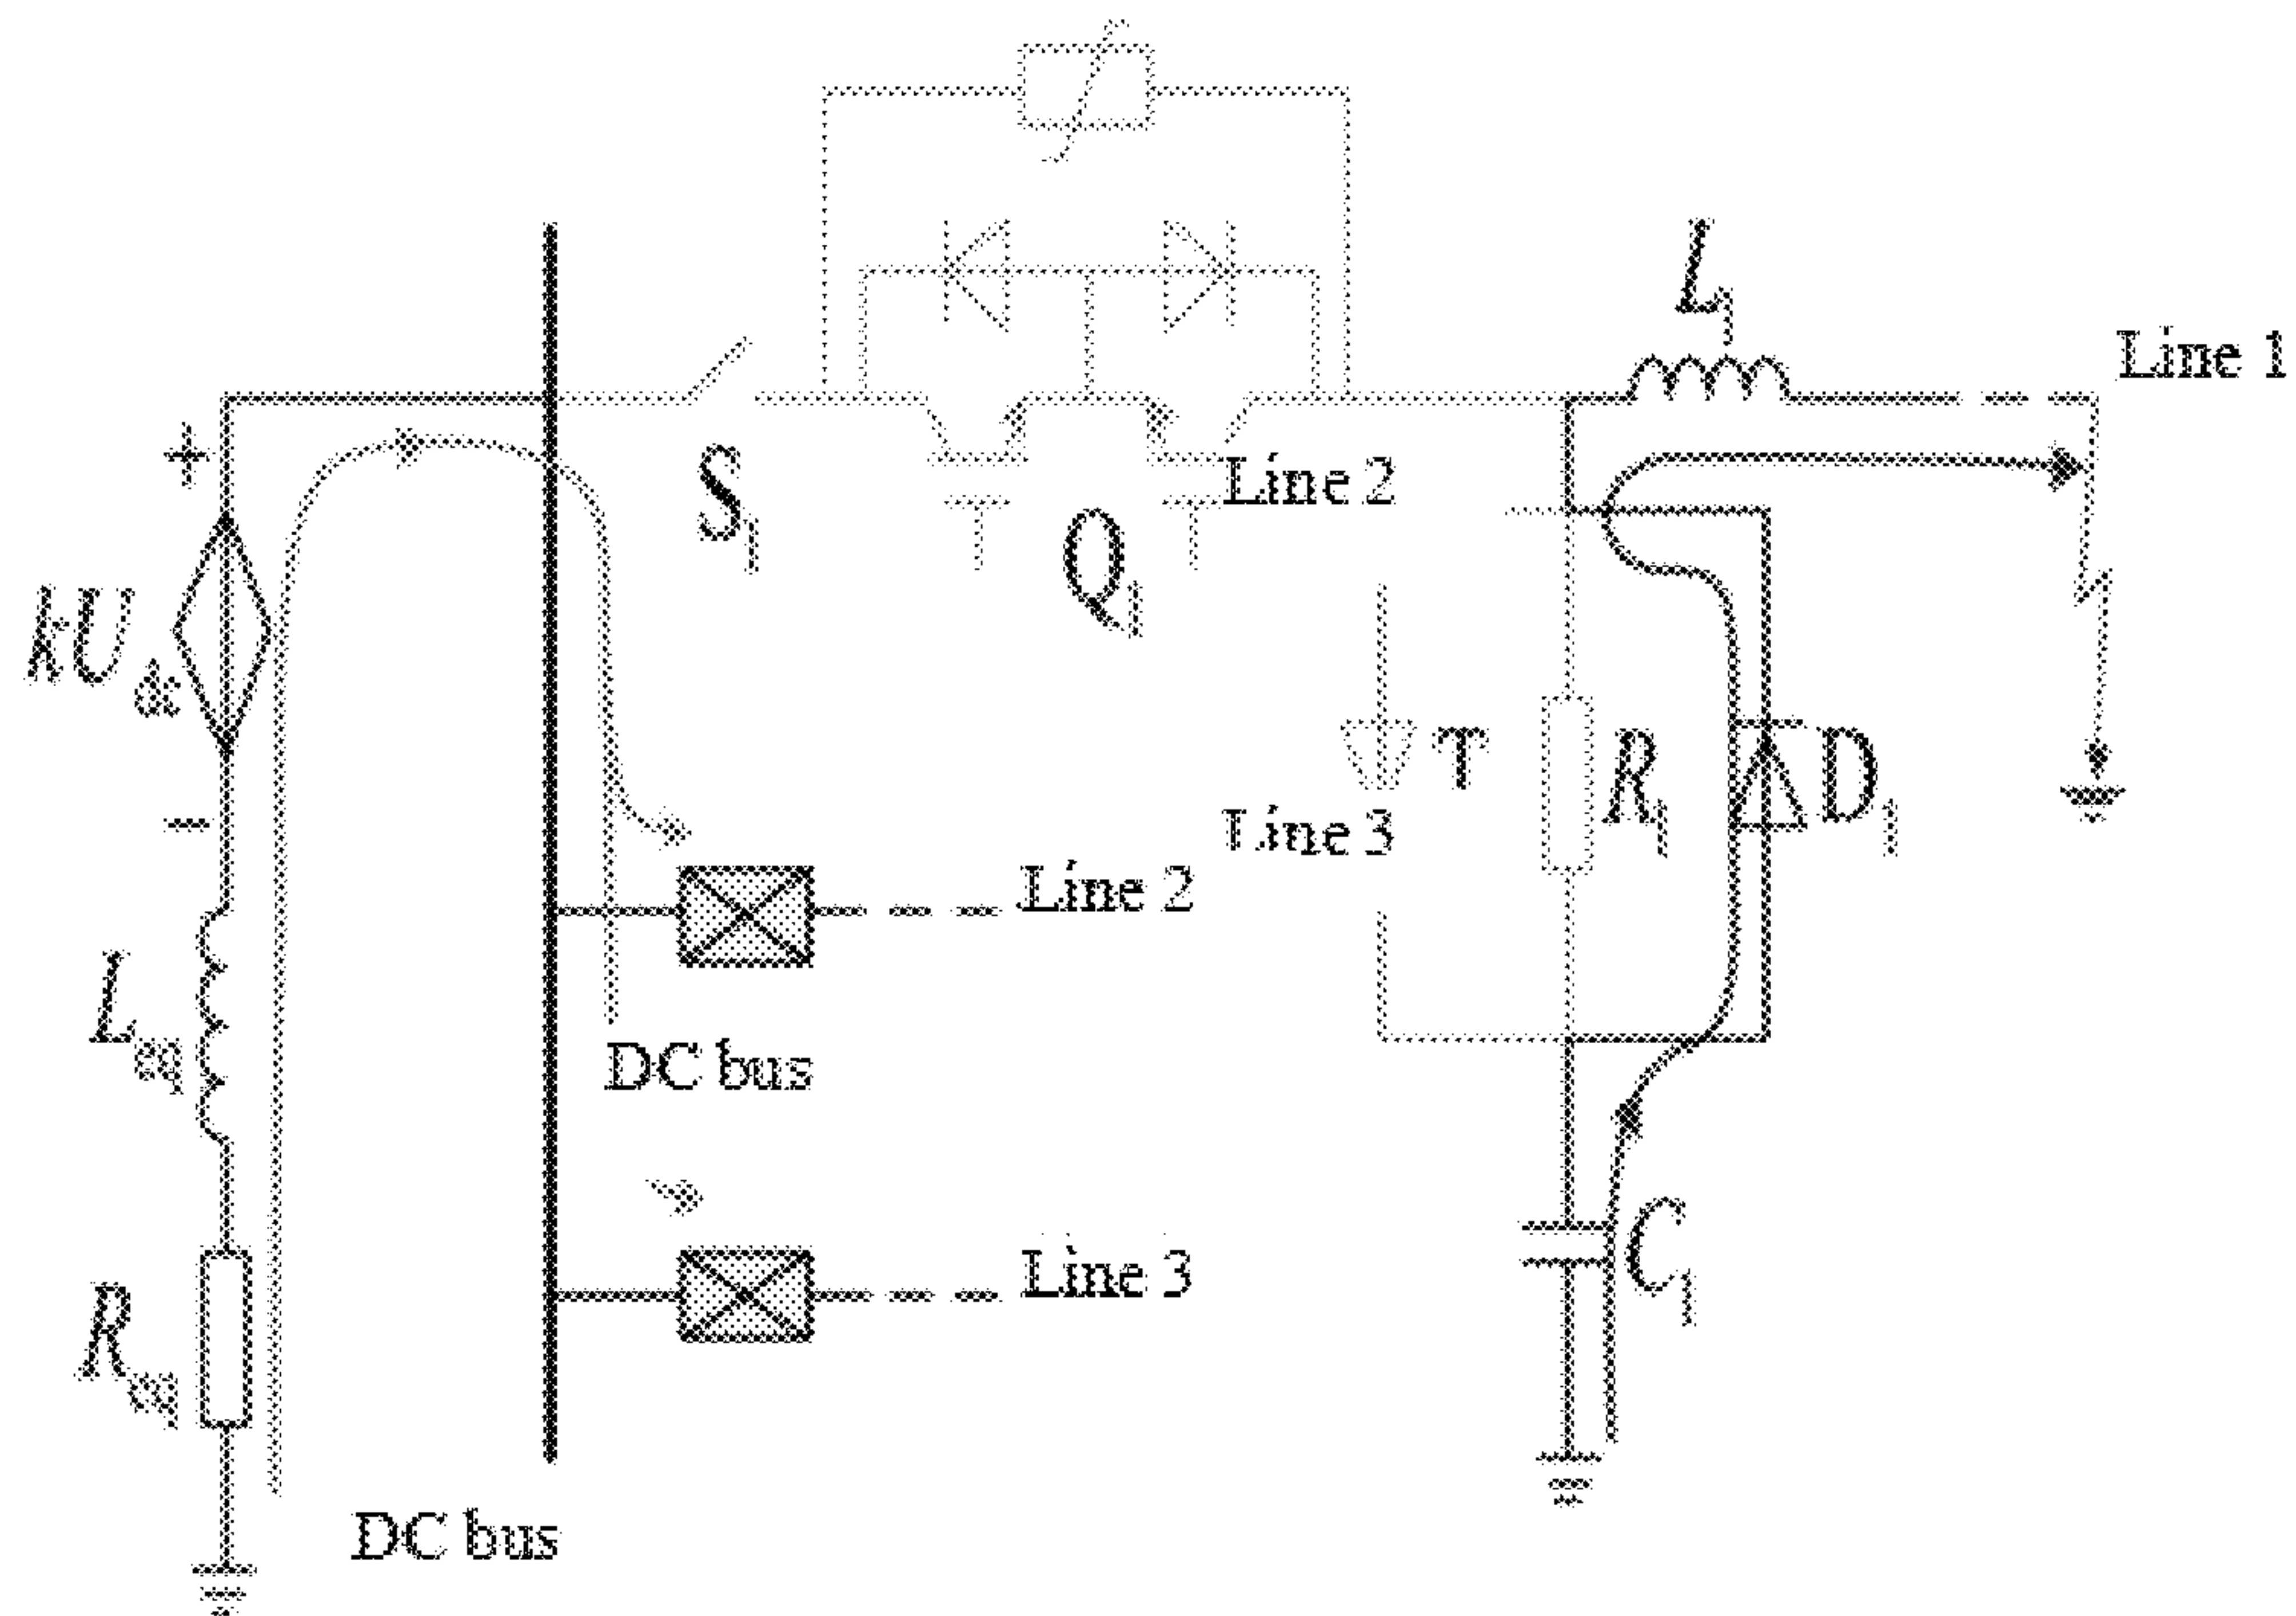 L1
Line 1
+
S1
Line 2
Q1
kUdc
T
R1
D1
−
Line 3
Line 2
Leq
DC bus
C1
Line 3
Req
DC bus